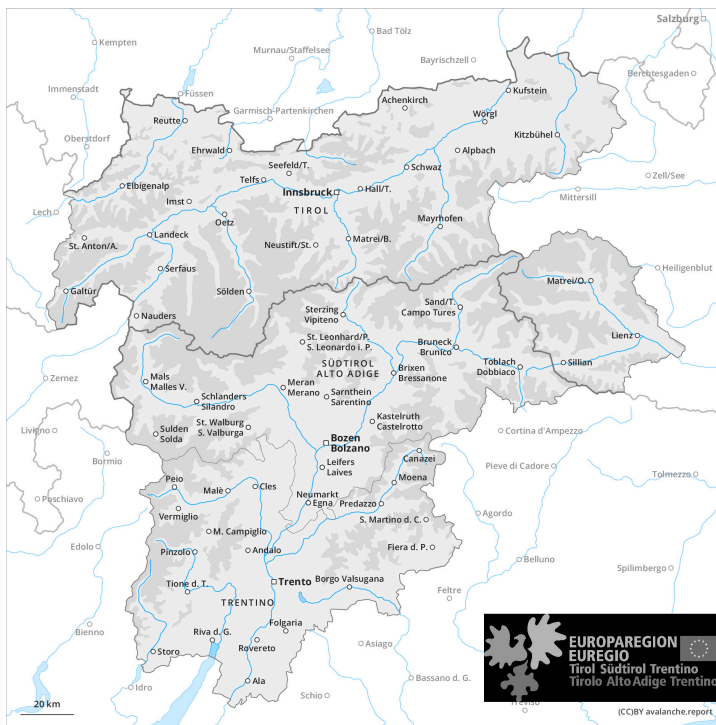 Salzburg
Kempten
Bad Tölz
Murnau/Staffelsee
Bayrischzell
Berchtesgaden
Immenstadt
Füssen
Garmisch-Partenkirchen
Achenkirch
Kufstein
Reutte
Wörgl
Oberstdorf
Kitzbühel
Ehrwald
Seefeld/T.
Alpbach
Schwaz
Zell/See
Telfs
Elbigenalp
Innsbruck
Hall/T.
Mittersill
Imst
TIROL
Lech
Oetz
Mayrhofen
Landeck
St. Anton/A.
Neustift/St.
Matrei/B.
Serfaus
Heiligenblut
Galtür
Sölden
Matrei/O.
Nauders
Sterzing
Vipiteno
Sand/T.
Campo Tures
St. Leonhard/P.
S. Leonardo i. P.
Bruneck
Brunico
Lienz
SÜDTIROL
ALTO ADIGE
Toblach
Dobbiaco
Sillian
Zernez
Mals
Malles V.
Meran
Merano
Brixen
Bressanone
Schlanders
Silandro
Sarnthein
Sarentino
St. Walburg
S. Valburga
Kastelruth
Castelrotto
Livigno
Sulden
Solda
Bozen
Bolzano
Cortina d'Ampezzo
Bormio
Canazei
Leifers
Laives
Pieve di Cadore
Tolmezzo
Peio
Malè
Cles
Moena
Poschiavo
Neumarkt
Egna
Predazzo
Vermiglio
S. Martino d. C.
Agordo
M. Campiglio
Edolo
Pinzolo
Andalo
Fiera d. P.
Belluno
Spilimbergo
Trento
Tione d. T.
Borgo Valsugana
Feltre
TRENTINO
Folgaria
Bienno
Riva d. G.
Rovereto
Asiago
Storo
Ala
Idro
Schio
Bassano d. G.
Treviso
EUROPAREGION
EUREGIO
Tirol Südtirol Trentino
Tirolo Alto Adige Trentino
20 km
(CC)BY avalanche.report